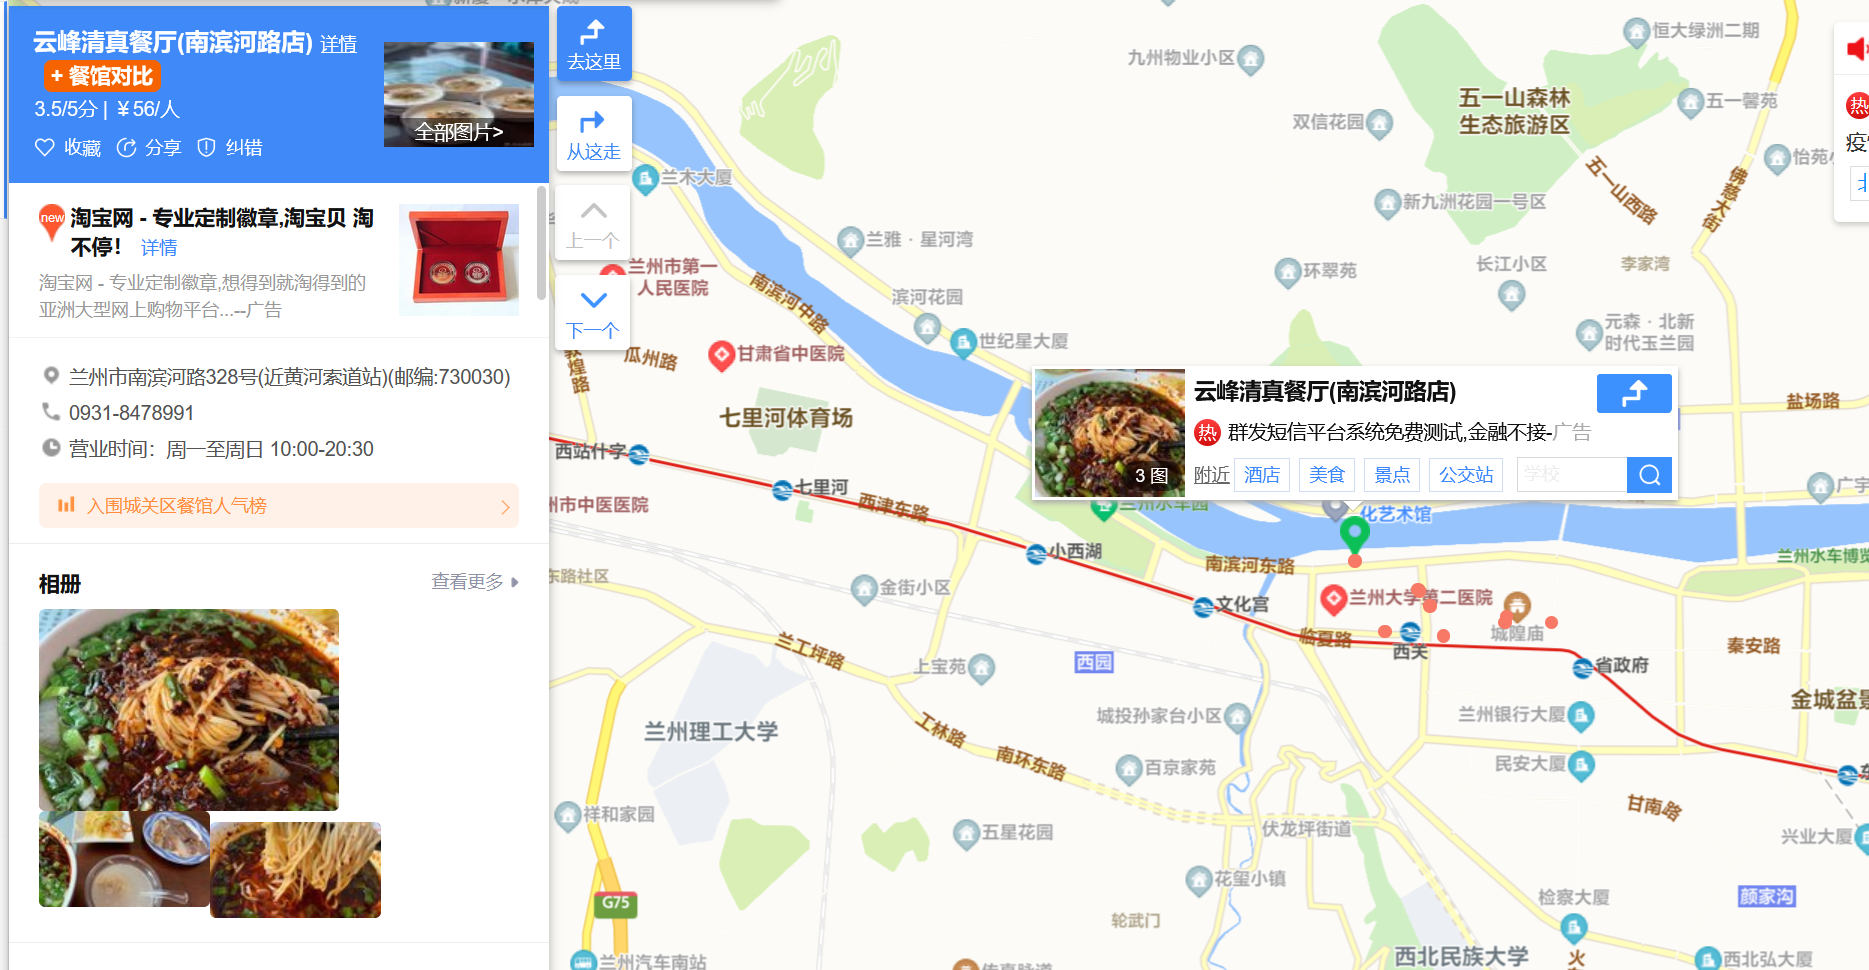 云峰清真餐厅(南滨河路店) 详情
+ 餐馆对比
3.5/5分 | ¥56/人
收藏 分享 纠错
全部图片>
new
淘宝网 - 专业定制徽章,淘宝贝 淘
不停！ 详情
淘宝网 - 专业定制徽章,想得到就淘得到的
亚洲大型网上购物平台...--广告
兰州市南滨河路328号(近黄河索道站)(邮编:730030)
0931-8478991
营业时间：周一至周日 10:00-20:30
入围城关区餐馆人气榜
相册
查看更多
去这里
从这走
上一个
下一个
九州物业小区
恒大绿洲二期
五一山森林
生态旅游区
五一馨苑
双信花园
怡苑
兰木大厦
五一山西路
佛慈大街
新九洲花园一号区
兰雅·星河湾
长江小区
李家湾
环翠苑
兰州市第一
人民医院
南滨河中路
滨河花园
元森·北新
时代玉兰园
世纪星大厦
甘肃省中医院
瓜州路
敦煌路
七里河体育场
盐场路
云峰清真餐厅(南滨河路店)
热 群发短信平台系统免费测试,金融不接-广告
3 图
附近 酒店 美食 景点 公交站 学校
热
疫
北
西站什字
七里河
西津东路
州市中医医院
兰州水车园
化艺术馆
广宇
小西湖
南滨河东路
兰州水车博览
东路社区
金街小区
兰州大学第二医院
文化宫
临夏路
城隍庙
西关
省政府
秦安路
兰工坪路
上宝苑
西园
金城盆景
兰州理工大学
工林路
城投孙家台小区
兰州银行大厦
南环东路
百京家苑
民安大厦
东
祥和家园
甘南路
五星花园
伏龙坪街道
兴业大厦
花玺小镇
G75
检察大厦
颜家沟
轮武门
西北民族大学
火
西北弘大厦
兰州汽车南站